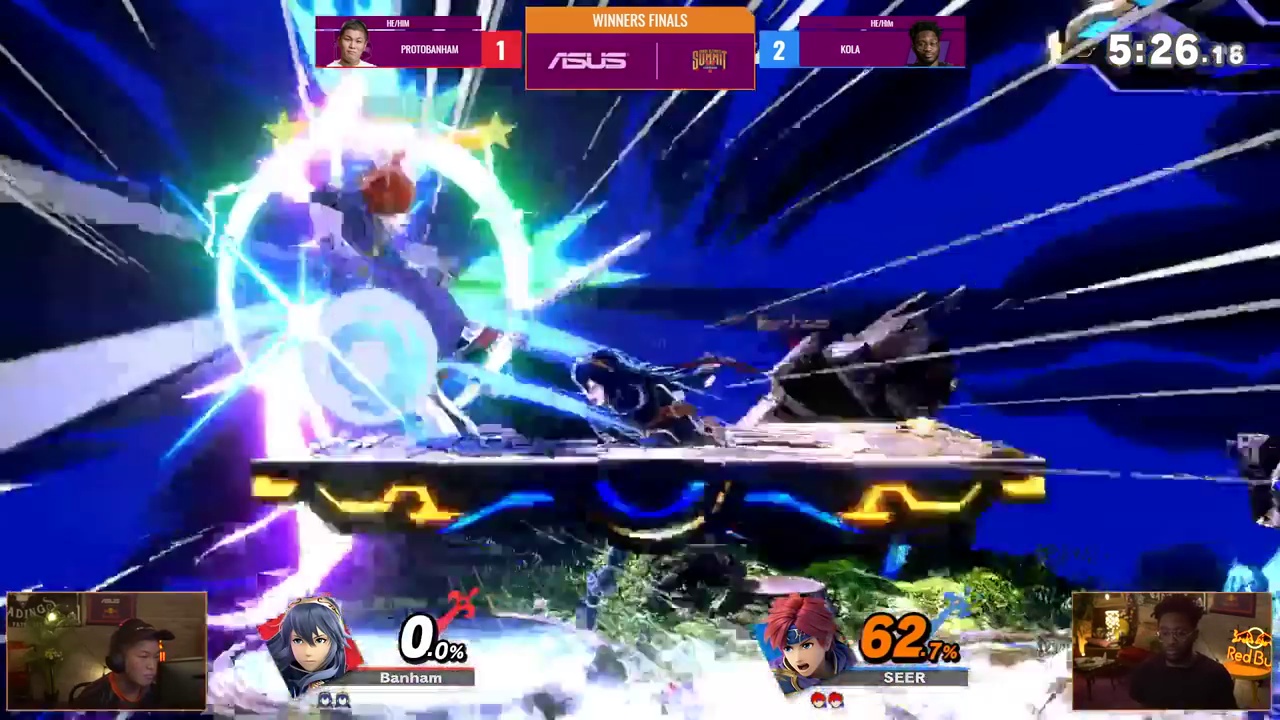 HE/HIM
PROTOBANHAM
1
WINNERS FINALS
ASUS
SUMMIT
2
HE/HIM
KOLA
5:26.16
0.0%
Banham
62.7%
SEER
ASUS
Red Bu